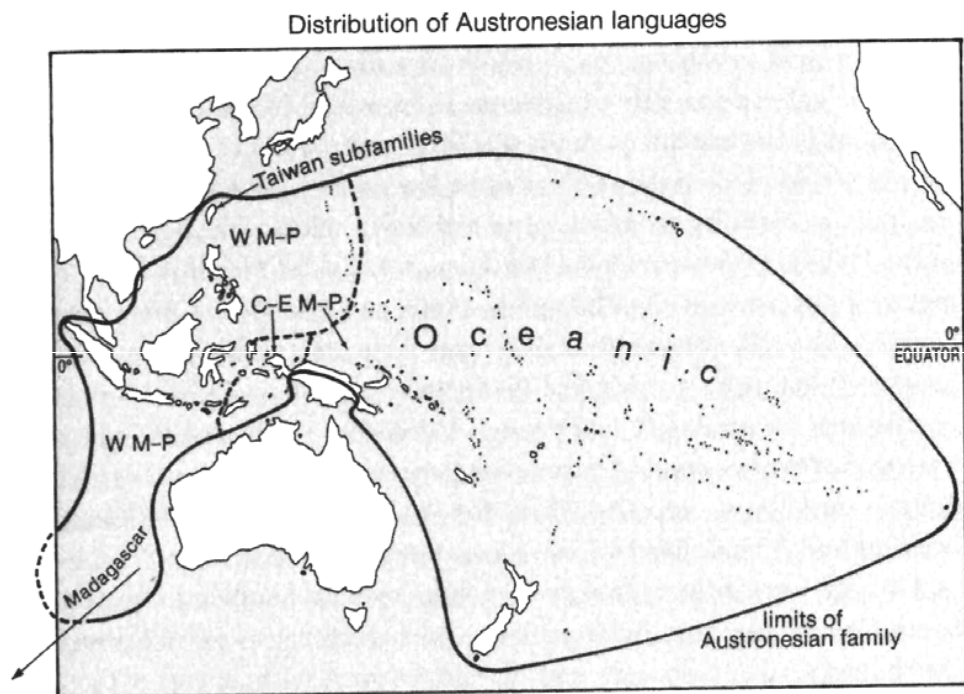 Distribution of Austronesian languages
Taiwan subfamilies
W M–P
C–E M–P
Oceanic
0°
0°
EQUATOR
W M–P
Madagascar
limits of
Austronesian family